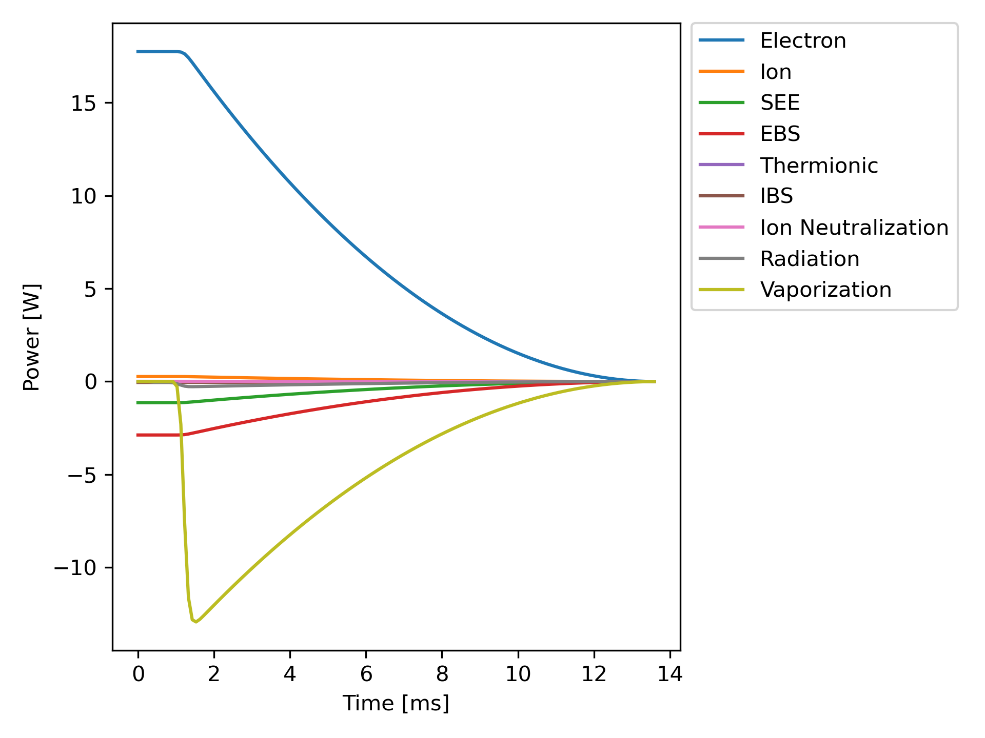 Electron
Ion
SEE
EBS
Thermionic
IBS
Ion Neutralization
Radiation
Vaporization
15
10
5
0
−5
−10
Power [W]
0 2 4 6 8 10 12 14
Time [ms]